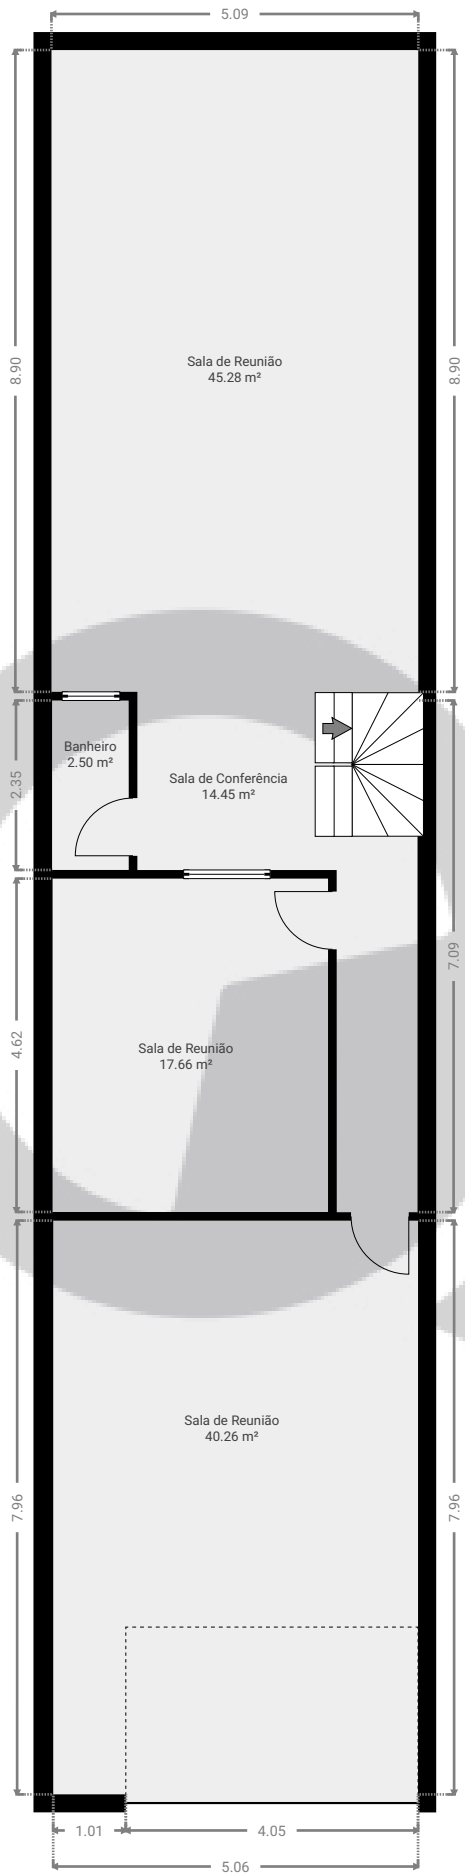 5.09
8.90
8.90
Sala de Reunião
45.28 m²
Banheiro
2.50 m²
2.35
Sala de Conferência
14.45 m²
7.09
4.62
Sala de Reunião
17.66 m²
Sala de Reunião
40.26 m²
7.96
7.96
1.01
4.05
5.06